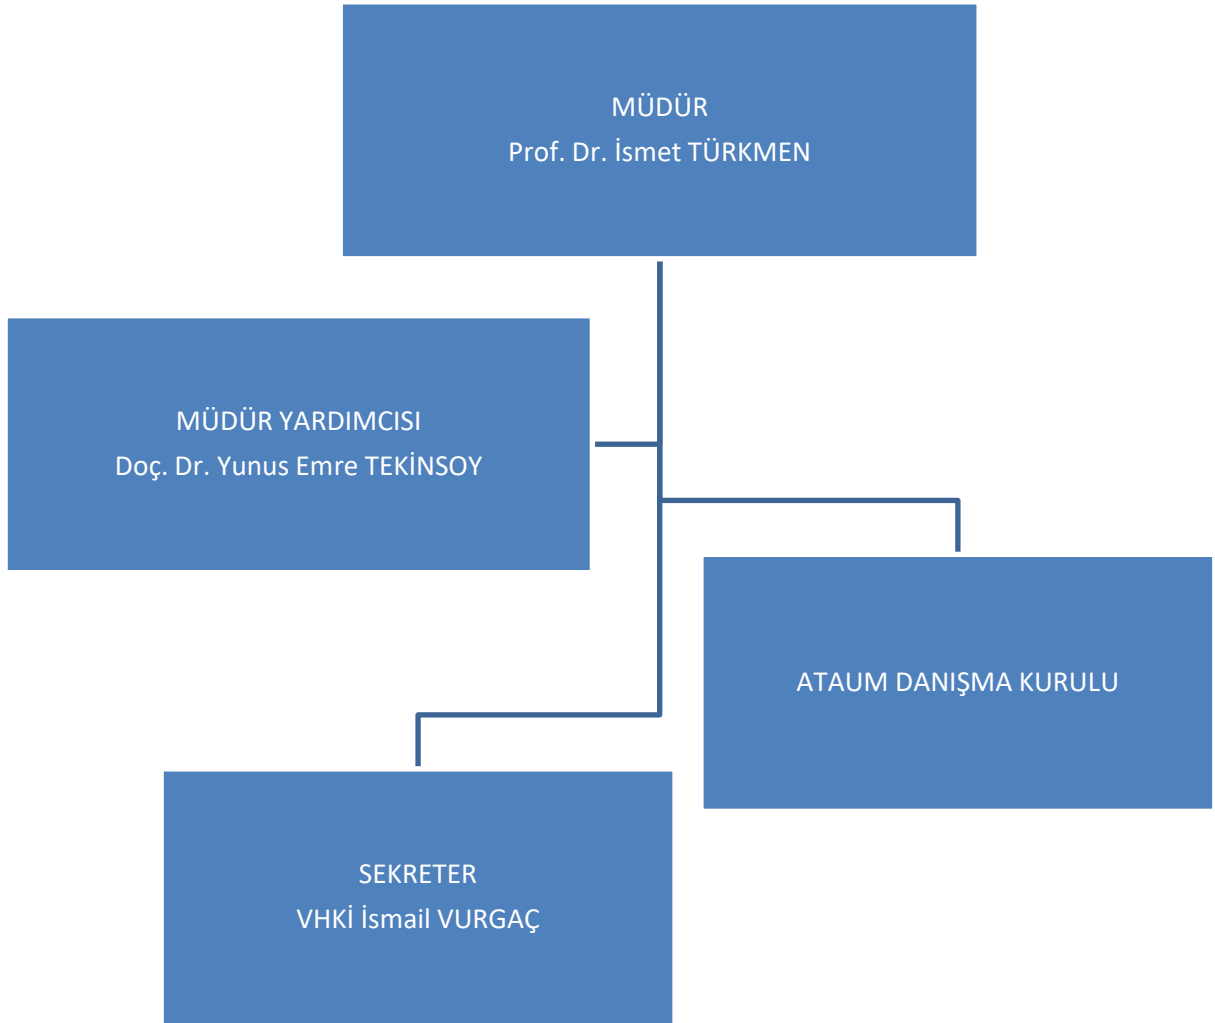 MÜDÜR
Prof. Dr. İsmet TÜRKMEN
MÜDÜR YARDIMCISI
Doç. Dr. Yunus Emre TEKİNSOY
ATAUM DANIŞMA KURULU
SEKRETER
VHKİ İsmail VURGAÇ